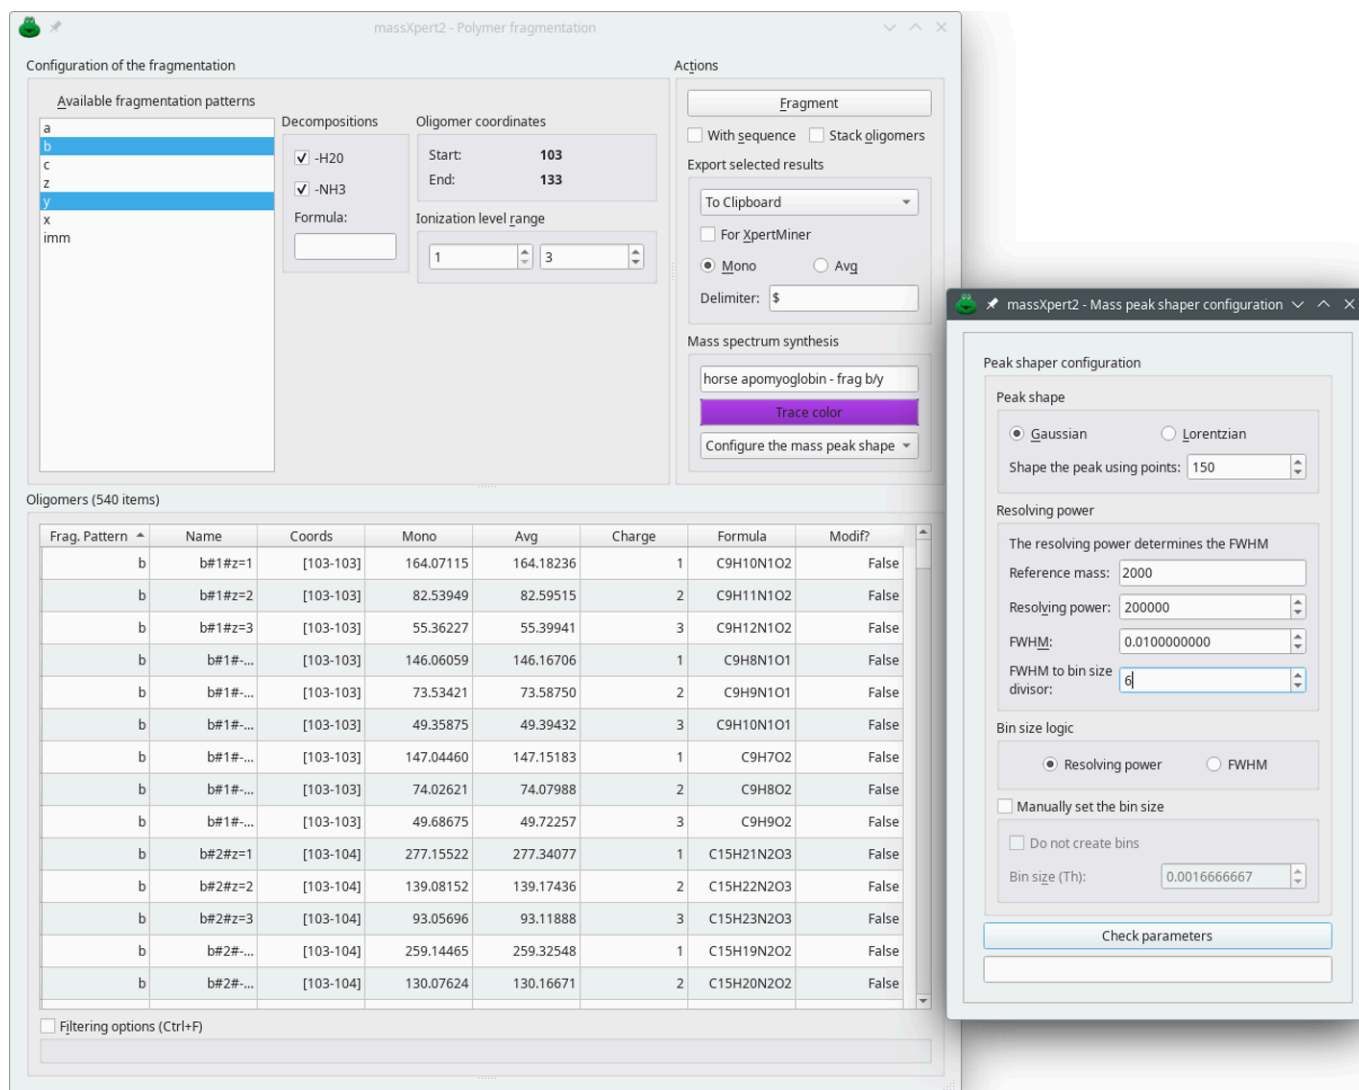 massXpert2 - Polymer fragmentation
Configuration of the fragmentation
Available fragmentation patterns
a
b
c
z
y
x
imm
Decompositions
-H20
-NH3
Formula:
Oligomer coordinates
Start: 103
End: 133
Ionization level range
1 3
Actions
Fragment
With sequence Stack oligomers
Export selected results
To Clipboard
For XpertMiner
Mono Avg
Delimiter: $
Mass spectrum synthesis
horse apomyoglobin - frag b/y
Trace color
Configure the mass peak shape
Oligomers (540 items)
Frag. Pattern Name Coords Mono Avg Charge Formula Modif?
b b#1#z=1 [103-103] 164.07115 164.18236 1 C9H10N1O2 False
b b#1#z=2 [103-103] 82.53949 82.59515 2 C9H11N1O2 False
b b#1#z=3 [103-103] 55.36227 55.39941 3 C9H12N1O2 False
b b#1#-... [103-103] 146.06059 146.16706 1 C9H8N1O1 False
b b#1#-... [103-103] 73.53421 73.58750 2 C9H9N1O1 False
b b#1#-... [103-103] 49.35875 49.39432 3 C9H10N1O1 False
b b#1#-... [103-103] 147.04460 147.15183 1 C9H7O2 False
b b#1#-... [103-103] 74.02621 74.07988 2 C9H8O2 False
b b#1#-... [103-103] 49.68675 49.72257 3 C9H9O2 False
b b#2#z=1 [103-104] 277.15522 277.34077 1 C15H21N2O3 False
b b#2#z=2 [103-104] 139.08152 139.17436 2 C15H22N2O3 False
b b#2#z=3 [103-104] 93.05696 93.11888 3 C15H23N2O3 False
b b#2#-... [103-104] 259.14465 259.32548 1 C15H19N2O2 False
b b#2#-... [103-104] 130.07624 130.16671 2 C15H20N2O2 False
Filtering options (Ctrl+F)
massXpert2 - Mass peak shaper configuration
Peak shaper configuration
Peak shape
Gaussian Lorentzian
Shape the peak using points: 150
Resolving power
The resolving power determines the FWHM
Reference mass: 2000
Resolving power: 200000
FWHM: 0.0100000000
FWHM to bin size
divisor: 6
Bin size logic
Resolving power FWHM
Manually set the bin size
Do not create bins
Bin size (Th): 0.0016666667
Check parameters